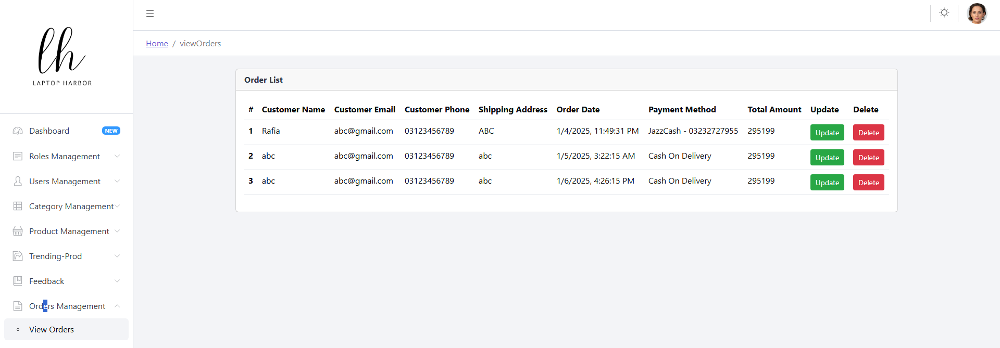 lh
LAPTOP HARBOR
Dashboard NEW
Roles Management
Users Management
Category Management
Product Management
Trending-Prod
Feedback
Orders Management
View Orders
Home / viewOrders
Order List
# Customer Name Customer Email Customer Phone Shipping Address Order Date Payment Method Total Amount Update Delete
1 Rafia abc@gmail.com 03123456789 ABC 1/4/2025, 11:49:31 PM JazzCash - 03232727955 295199 Update Delete
2 abc abc@gmail.com 03123456789 abc 1/5/2025, 3:22:15 AM Cash On Delivery 295199 Update Delete
3 abc abc@gmail.com 03123456789 abc 1/6/2025, 4:26:15 PM Cash On Delivery 295199 Update Delete